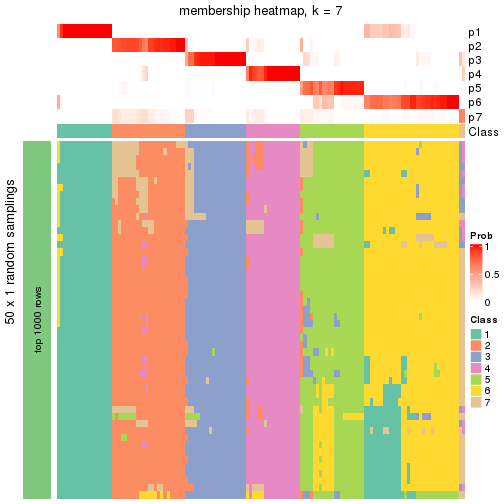 membership heatmap, k = 7
p1
p2
p3
p4
p5
p6
p7
Class
50 x 1 random samplings
top 1000 rows
Prob
1
0.5
0
Class
1
2
3
4
5
6
7